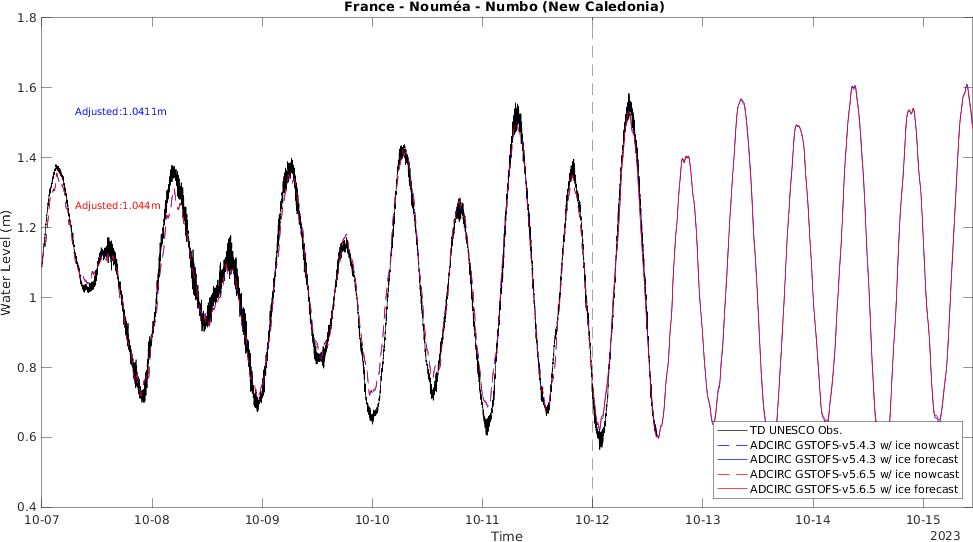 France - Nouméa - Numbo (New Caledonia)
1.8
1.6
1.4
1.2
1
0.8
0.6
0.4
Water Level (m)
Adjusted:1.0411m
Adjusted:1.044m
TD UNESCO Obs.
ADCIRC GSTOFS-v5.4.3 w/ ice nowcast
ADCIRC GSTOFS-v5.4.3 w/ ice forecast
ADCIRC GSTOFS-v5.6.5 w/ ice nowcast
ADCIRC GSTOFS-v5.6.5 w/ ice forecast
10-07 10-08 10-09 10-10 10-11 10-12 10-13 10-14 10-15
Time
2023